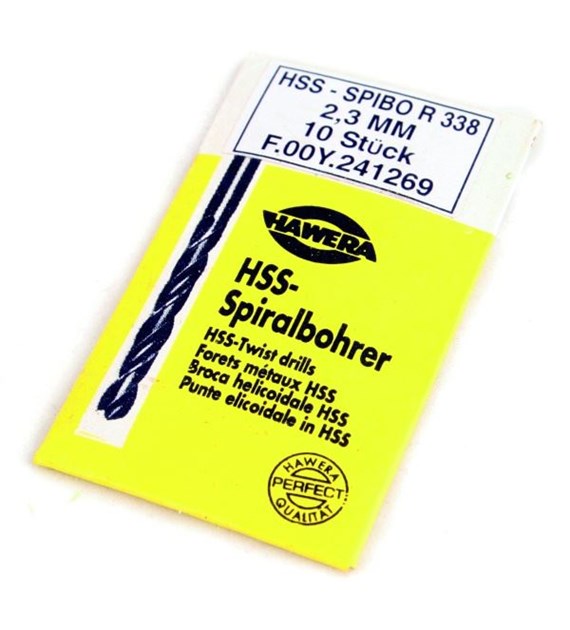 HSS - SPIBO R 338
2,3 MM
10 Stück
F.00Y.241269
HAWERA
HSS-
Spiralbohrer
HSS-Twist drills
Forets métaux HSS
Broca helicoidale HSS
Punte elicoidale in HSS
HAWERA
PERFECT
QUALITÄT